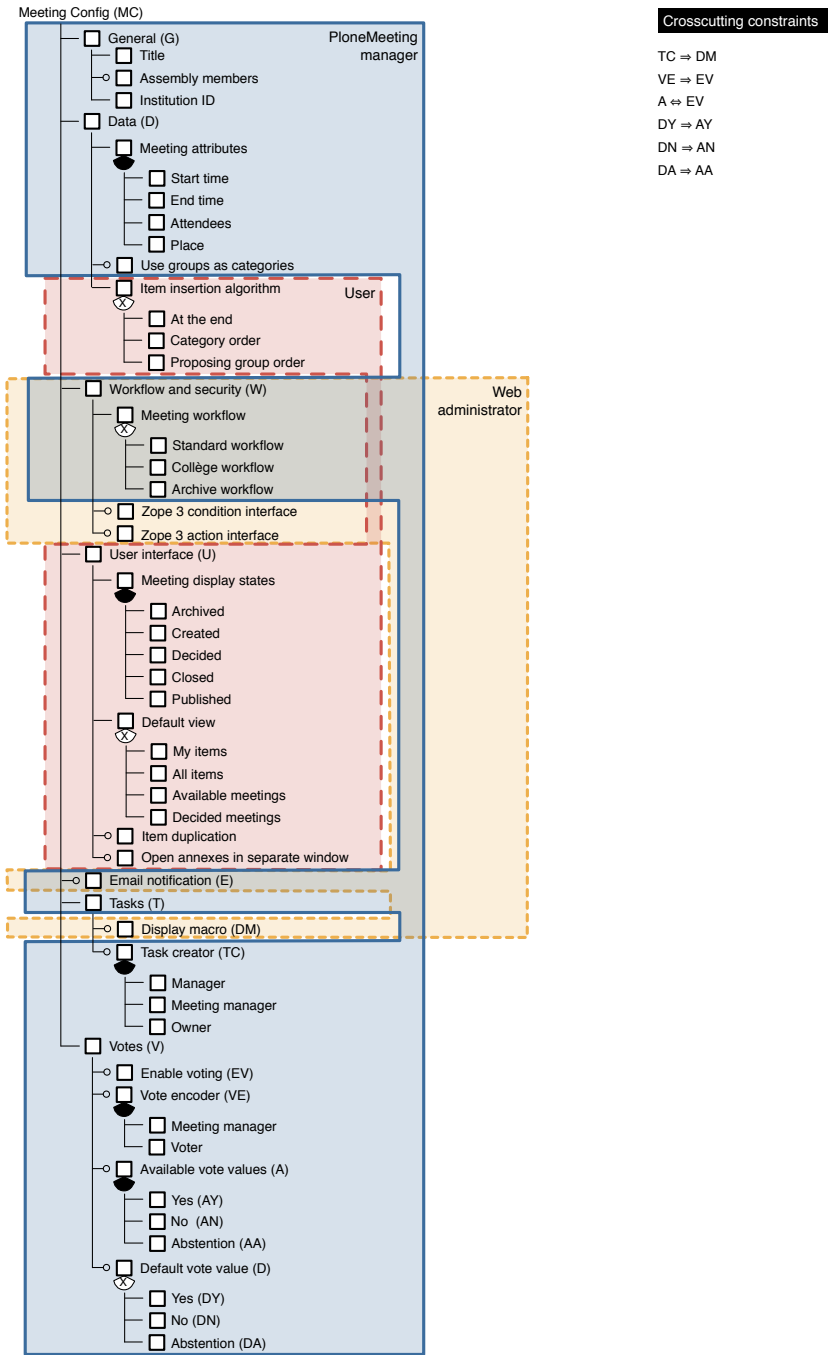 Meeting Config (MC)
General (G)
PloneMeeting
manager
Title
Assembly members
Institution ID
Data (D)
Meeting attributes
Start time
End time
Attendees
Place
Use groups as categories
Item insertion algorithm
User
X
At the end
Category order
Proposing group order
Workflow and security (W)
Web
administrator
Meeting workflow
X
Standard workflow
Collège workflow
Archive workflow
Zope 3 condition interface
Zope 3 action interface
User interface (U)
Meeting display states
Archived
Created
Decided
Closed
Published
Default view
X
My items
All items
Available meetings
Decided meetings
Item duplication
Open annexes in separate window
Email notification (E)
Tasks (T)
Display macro (DM)
Task creator (TC)
Manager
Meeting manager
Owner
Votes (V)
Enable voting (EV)
Vote encoder (VE)
Meeting manager
Voter
Available vote values (A)
Yes (AY)
No (AN)
Abstention (AA)
Default vote value (D)
X
Yes (DY)
No (DN)
Abstention (DA)
Crosscutting constraints
TC ⇒ DM
VE ⇒ EV
A ⇔ EV
DY ⇒ AY
DN ⇒ AN
DA ⇒ AA